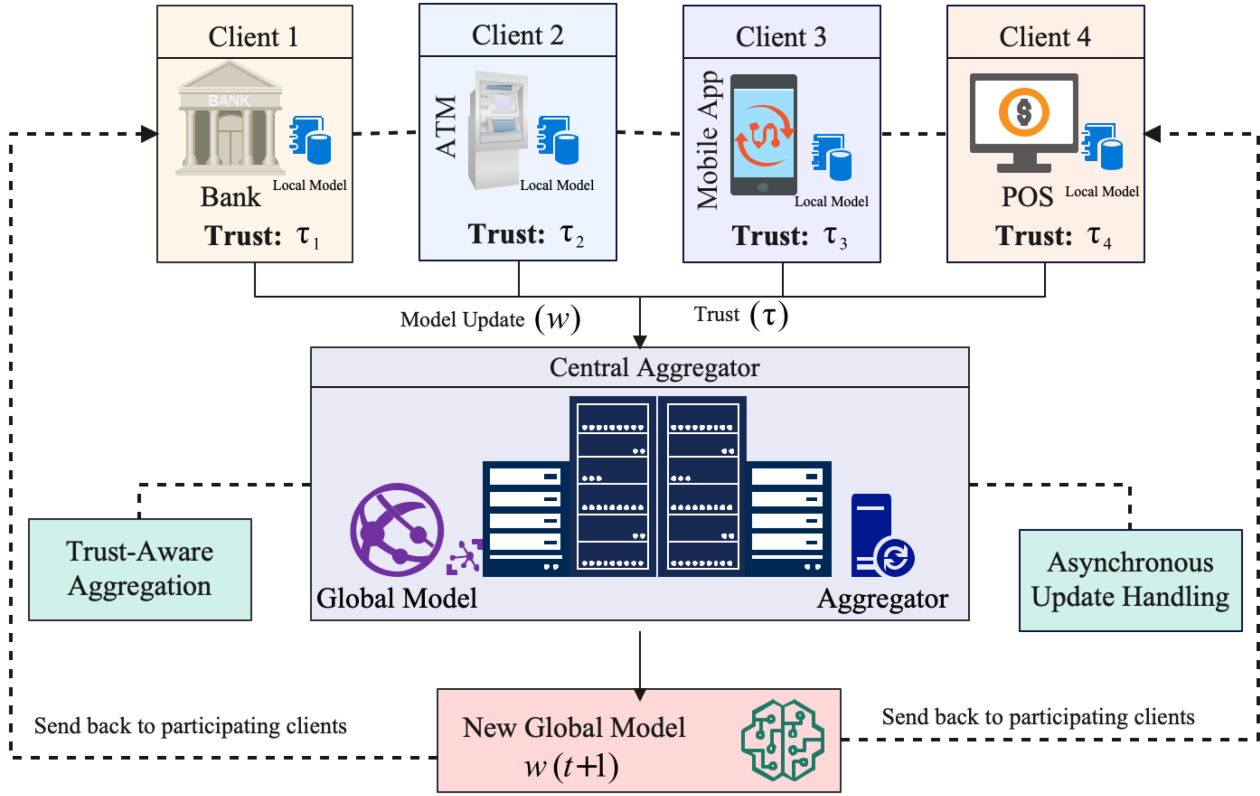 Client 1
Client 2
Client 3
Client 4
BANK
ATM
Mobile App
$
Local Model
Local Model
Local Model
Local Model
Bank
POS
Trust: τ₁
Trust: τ₂
Trust: τ₃
Trust: τ₄
Model Update (w)
Trust (τ)
Central Aggregator
Global Model
Aggregator
Trust-Aware
Aggregation
Asynchronous
Update Handling
Send back to participating clients
New Global Model
w (t+1)
Send back to participating clients